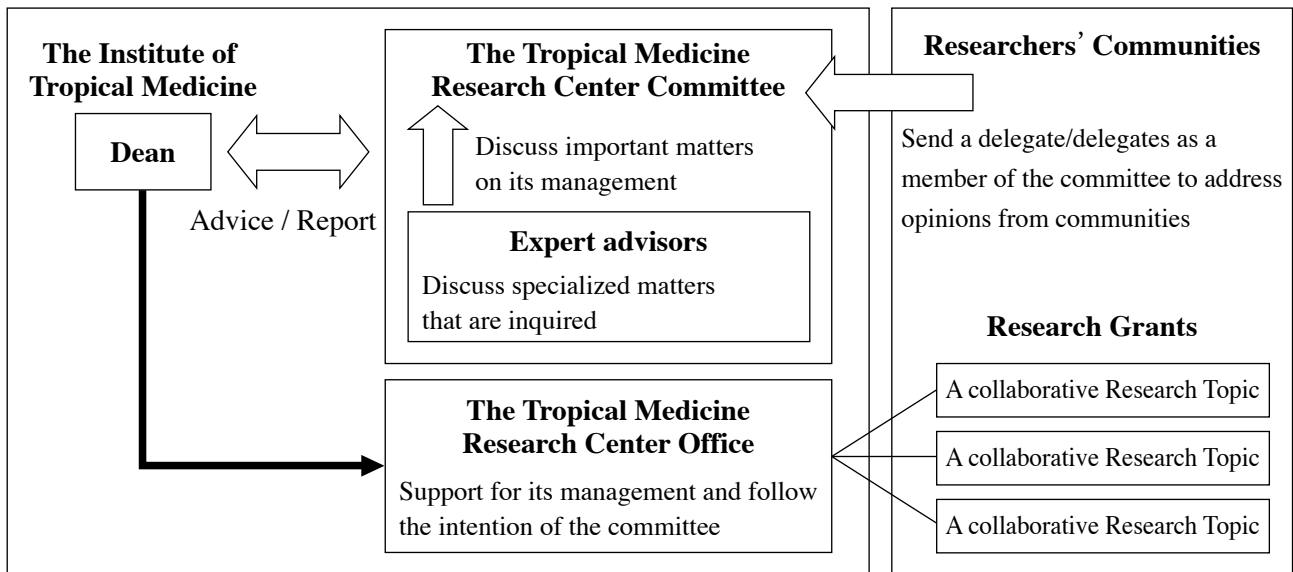 The Institute of
Tropical Medicine
Dean
Advice / Report
The Tropical Medicine
Research Center Committee
Discuss important matters
on its management
Expert advisors
Discuss specialized matters
that are inquired
The Tropical Medicine
Research Center Office
Support for its management and follow
the intention of the committee
Researchers’ Communities
Send a delegate/delegates as a
member of the committee to address
opinions from communities
Research Grants
A collaborative Research Topic
A collaborative Research Topic
A collaborative Research Topic